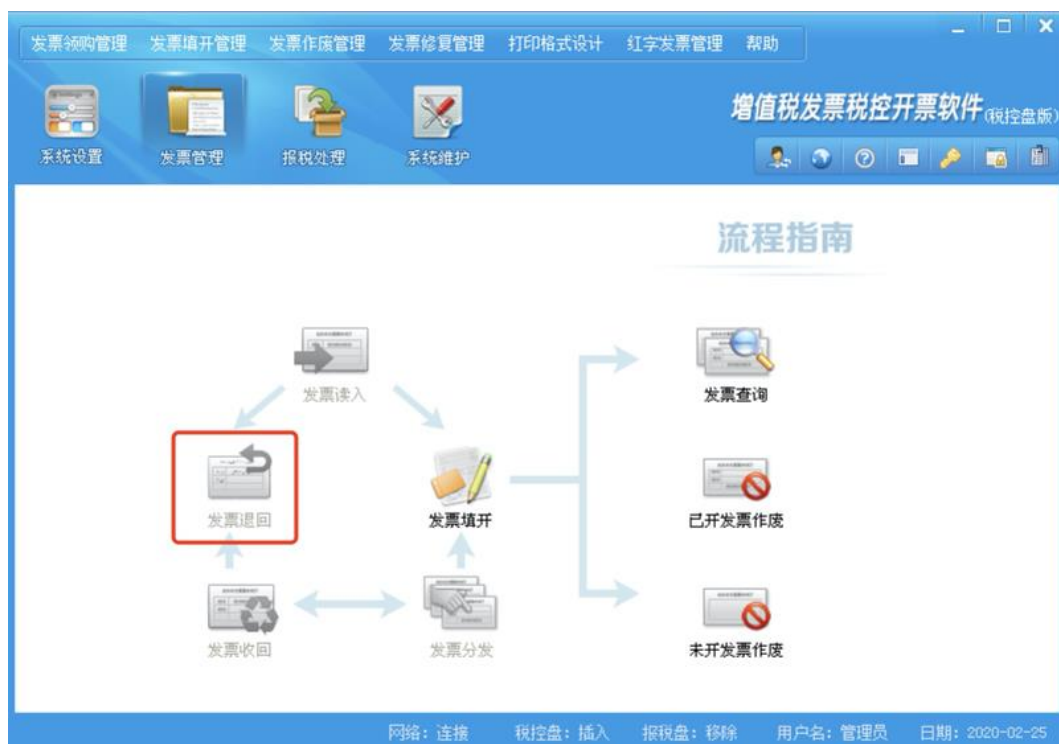 发票领购管理 发票填开管理 发票作废管理 发票修复管理 打印格式设计 红字发票管理 帮助
增值税发票税控开票软件(税控盘版)
系统设置 发票管理 报税处理 系统维护
流程指南
发票读入
发票查询
发票退回 发票填开 已开发票作废
发票收回 发票分发 未开发票作废
网络：连接 税控盘：插入 报税盘：移除 用户名：管理员 日期：2020-02-25